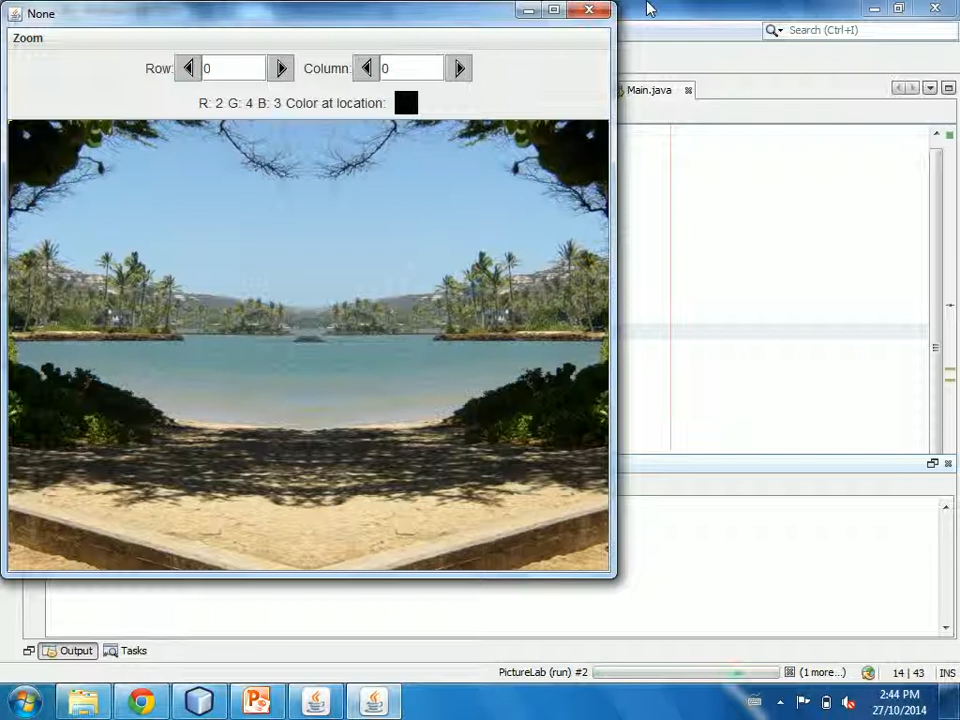 None
Search (Ctrl+I)
Zoom
Row: 0 Column: 0
Main.java
R: 2 G: 4 B: 3 Color at location:
Output Tasks
PictureLab (run) #2 (1 more...) 14 | 43 INS
2:44 PM
27/10/2014